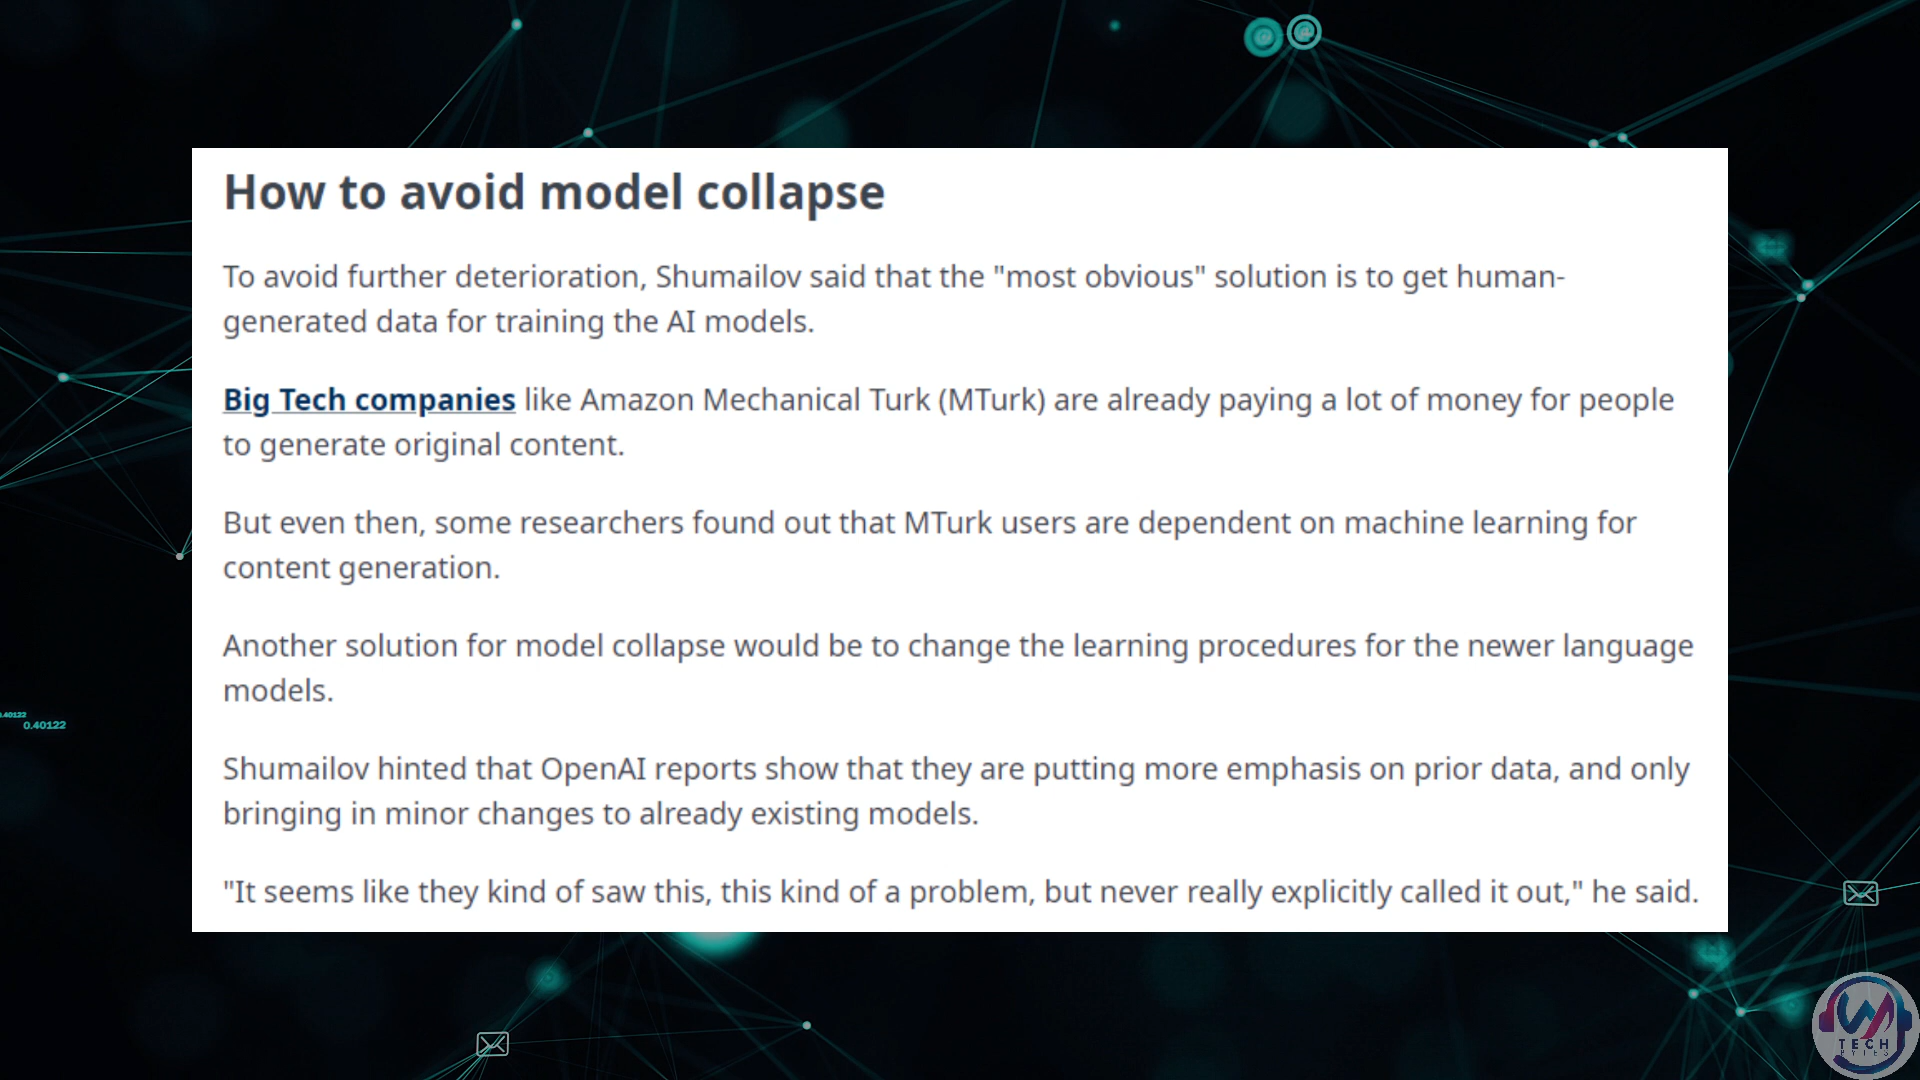 How to avoid model collapse
To avoid further deterioration, Shumailov said that the "most obvious" solution is to get human-
generated data for training the AI models.
Big Tech companies like Amazon Mechanical Turk (MTurk) are already paying a lot of money for people
to generate original content.
But even then, some researchers found out that MTurk users are dependent on machine learning for
content generation.
Another solution for model collapse would be to change the learning procedures for the newer language
models.
.40122
0.40122
Shumailov hinted that OpenAI reports show that they are putting more emphasis on prior data, and only
bringing in minor changes to already existing models.
"It seems like they kind of saw this, this kind of a problem, but never really explicitly called it out," he said.
TECH
BYTES